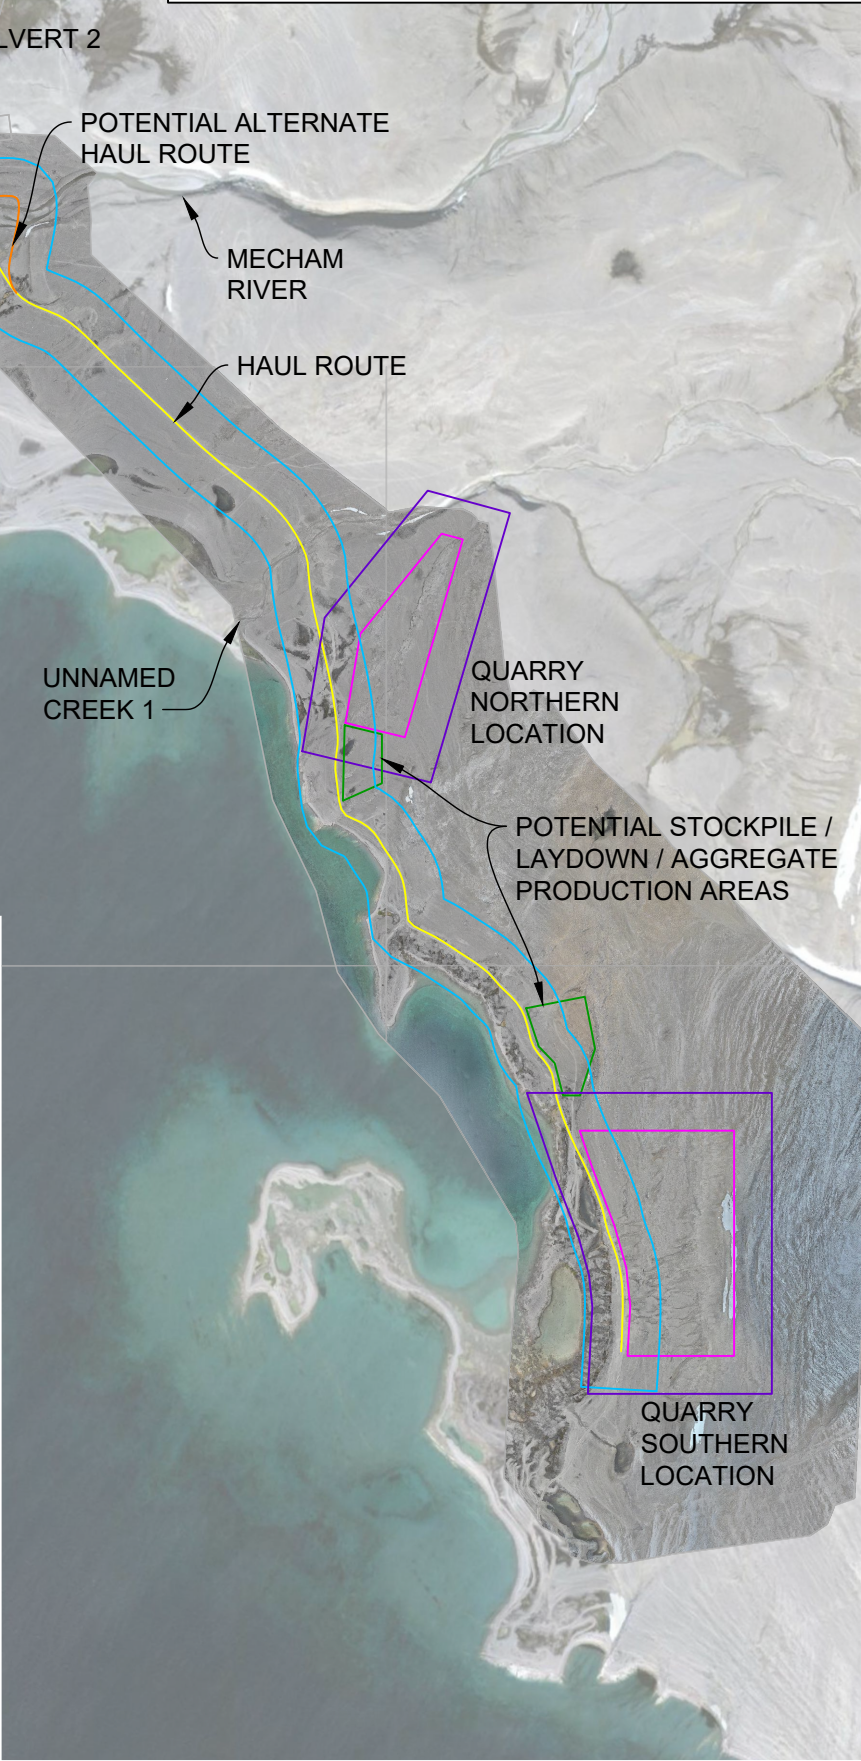 LVERT 2
POTENTIAL ALTERNATE
HAUL ROUTE
MECHAM
RIVER
HAUL ROUTE
UNNAMED
CREEK 1
QUARRY
NORTHERN
LOCATION
POTENTIAL STOCKPILE /
LAYDOWN / AGGREGATE
PRODUCTION AREAS
QUARRY
SOUTHERN
LOCATION